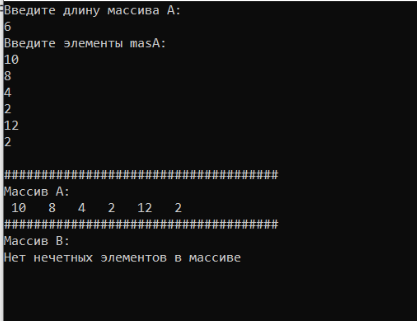 Введите длину массива A:
6
Введите элементы masA:
10
8
4
2
12
2
#####################################
Массив A:
10 8 4 2 12 2
#####################################
Массив B:
Нет нечетных элементов в массиве